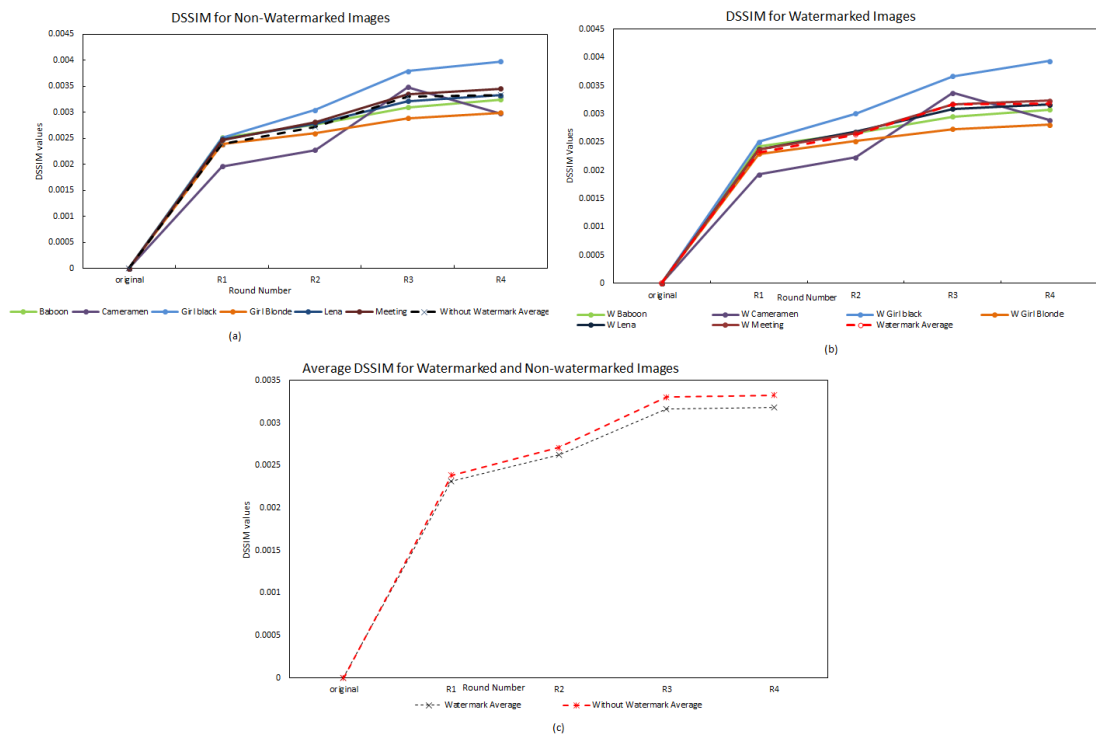 DSSIM for Non-Watermarked Images
DSSIM values
0.0045
0.004
0.0035
0.003
0.0025
0.002
0.0015
0.001
0.0005
0
original R1 R2 R3 R4
Round Number
Baboon Cameramen Girl black Girl Blonde Lena Meeting Without Watermark Average
(a)
DSSIM for Watermarked Images
DSSIM Values
0.0045
0.004
0.0035
0.003
0.0025
0.002
0.0015
0.001
0.0005
0
original R1 R2 R3 R4
Round Number
W Baboon W Cameramen W Girl black W Girl Blonde
W Lena W Meeting Watermark Average
(b)
Average DSSIM for Watermarked and Non-watermarked Images
DSSIM values
0.0035
0.003
0.0025
0.002
0.0015
0.001
0.0005
0
original R1 R2 R3 R4
Round Number
Watermark Average Without Watermark Average
(c)